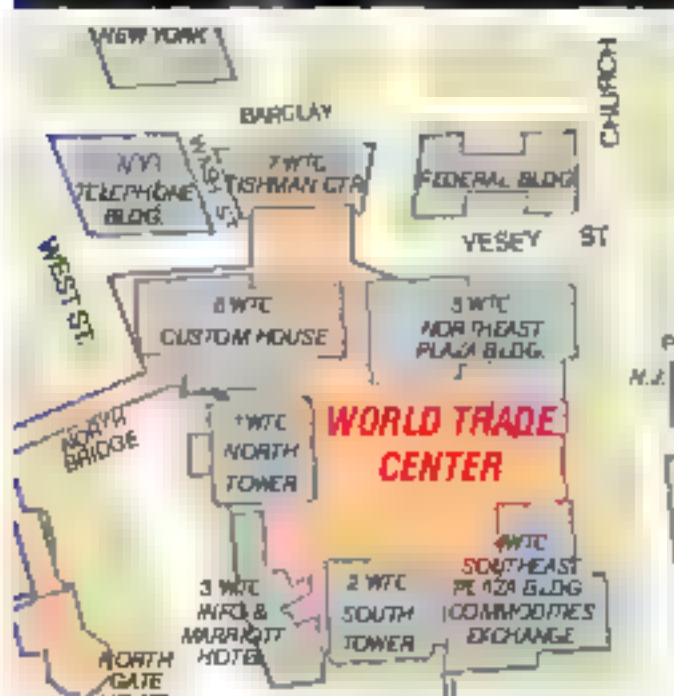 NEW YORK
BARCLAY
CHURCH
TELEPHONE
BLDG.
7 WTC
TISHMAN CTR
FEDERAL BLDG.
VESEY ST
WEST ST.
6 WTC
CUSTOM HOUSE
5 WTC
NORTHEAST
PLAZA BLDG.
N.J.
NORTH
BRIDGE
1 WTC
NORTH
TOWER
WORLD TRADE
CENTER
4 WTC
SOUTHEAST
PLAZA BLDG
COMMODITIES
EXCHANGE
3 WTC
INFO &
MARRIOTT
HOTEL
2 WTC
SOUTH
TOWER
NORTH
GATE